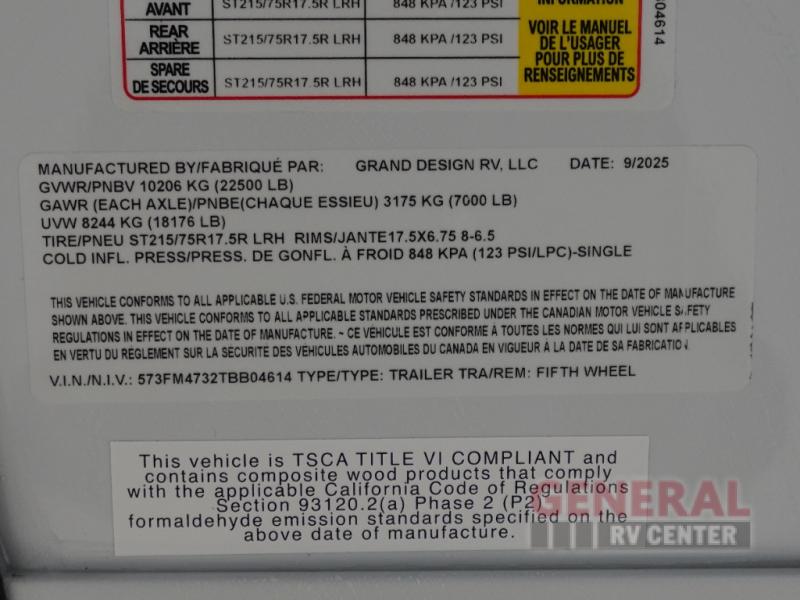 AVANT ST215/75R17.5R LRH 848 KPA /123 PSI
REAR
ARRIÈRE ST215/75R17.5R LRH 848 KPA /123 PSI
SPARE
DE SECOURS ST215/75R17.5R LRH 848 KPA /123 PSI
INFORMATION
VOIR LE MANUEL
DE L'USAGER
POUR PLUS DE
RENSEIGNEMENTS
04614
MANUFACTURED BY/FABRIQUÉ PAR: GRAND DESIGN RV, LLC DATE: 9/2025
GVWR/PNBV 10206 KG (22500 LB)
GAWR (EACH AXLE)/PNBE(CHAQUE ESSIEU) 3175 KG (7000 LB)
UVW 8244 KG (18176 LB)
TIRE/PNEU ST215/75R17.5R LRH RIMS/JANTE17.5X6.75 8-6.5
COLD INFL. PRESS/PRESS. DE GONFL. À FROID 848 KPA (123 PSI/LPC)-SINGLE
THIS VEHICLE CONFORMS TO ALL APPLICABLE U.S. FEDERAL MOTOR VEHICLE SAFETY STANDARDS IN EFFECT ON THE DATE OF MANUFACTURE
SHOWN ABOVE. THIS VEHICLE CONFORMS TO ALL APPLICABLE STANDARDS PRESCRIBED UNDER THE CANADIAN MOTOR VEHICLE SAFETY
REGULATIONS IN EFFECT ON THE DATE OF MANUFACTURE. ~ CE VÉHICULE EST CONFORME À TOUTES LES NORMES QUI LUI SONT APPLICABLES
EN VERTU DU RÈGLEMENT SUR LA SÉCURITÉ DES VÉHICULES AUTOMOBILES DU CANADA EN VIGUEUR À LA DATE DE SA FABRICATION
V.I.N./N.I.V.: 573FM4732TBB04614 TYPE/TYPE: TRAILER TRA/REM: FIFTH WHEEL
This vehicle is TSCA TITLE VI COMPLIANT and
contains composite wood products that comply
with the applicable California Code of Regulations
Section 93120.2(a) Phase 2 (P2)
formaldehyde emission standards specified on the
above date of manufacture.
GENERAL
RV CENTER